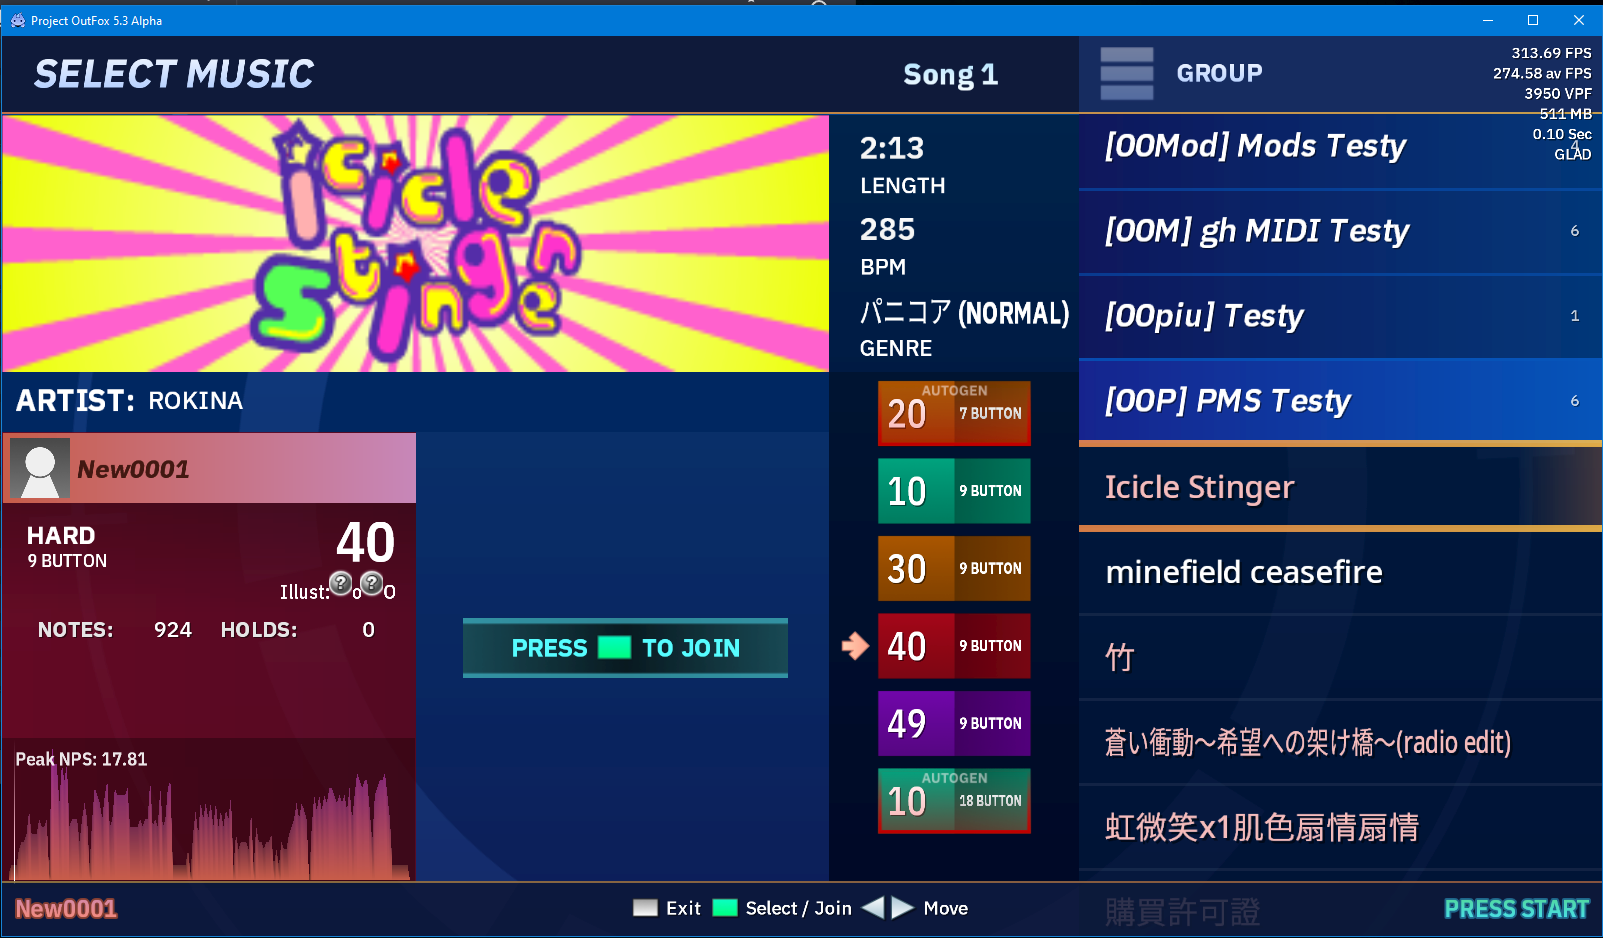 Project OutFox 5.3 Alpha
SELECT MUSIC
Song 1
GROUP
313.69 FPS
274.58 av FPS
3950 VPF
511 MB
0.10 Sec
GLAD
icicle
Stinger
2:13
LENGTH
285
BPM
パニコア (NORMAL)
GENRE
ARTIST: ROKINA
New0001
HARD
9 BUTTON
40
Illust: o O
NOTES: 924 HOLDS: 0
Peak NPS: 17.81
PRESS TO JOIN
AUTOGEN
20 7 BUTTON
10 9 BUTTON
30 9 BUTTON
40 9 BUTTON
49 9 BUTTON
AUTOGEN
10 18 BUTTON
[OOMod] Mods Testy 4
[OOM] gh MIDI Testy 6
[OOpiu] Testy 1
[OOP] PMS Testy 6
Icicle Stinger
minefield ceasefire
竹
蒼い衝動～希望への架け橋～(radio edit)
虹微笑x1肌色扇情扇情
購買許可證
New0001
Exit Select / Join Move
PRESS START